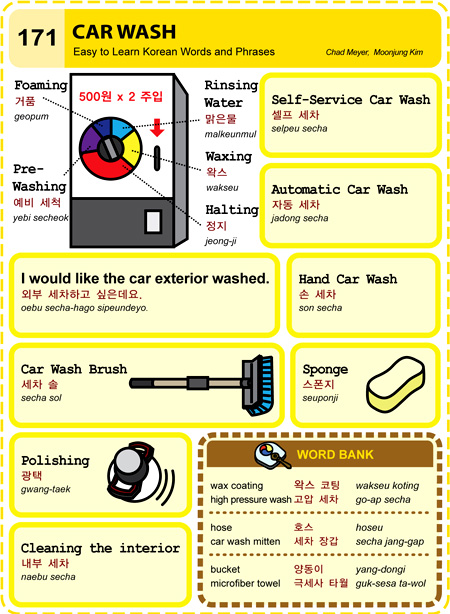 171
CAR WASH
Easy to Learn Korean Words and Phrases
Chad Meyer, Moonjung Kim
Foaming
거품
geopum
500원 x 2 주입
Rinsing
Water
맑은물
malkeunmul
Pre-
Washing
예비 세척
yebi secheok
Waxing
왁스
wakseu
Halting
정지
jeong-ji
Self-Service Car Wash
셀프 세차
selpeu secha
Automatic Car Wash
자동 세차
jadong secha
I would like the car exterior washed.
외부 세차하고 싶은데요.
oebu secha-hago sipeundeyo.
Hand Car Wash
손 세차
son secha
Car Wash Brush
세차 솔
secha sol
Sponge
스폰지
seuponji
Polishing
광택
gwang-taek
Cleaning the interior
내부 세차
naebu secha
WORD BANK
wax coating 왁스 코팅 wakseu koting
high pressure wash 고압 세차 go-ap secha
hose 호스 hoseu
car wash mitten 세차 장갑 secha jang-gap
bucket 양동이 yang-dongi
microfiber towel 극세사 타월 guk-sesa ta-wol